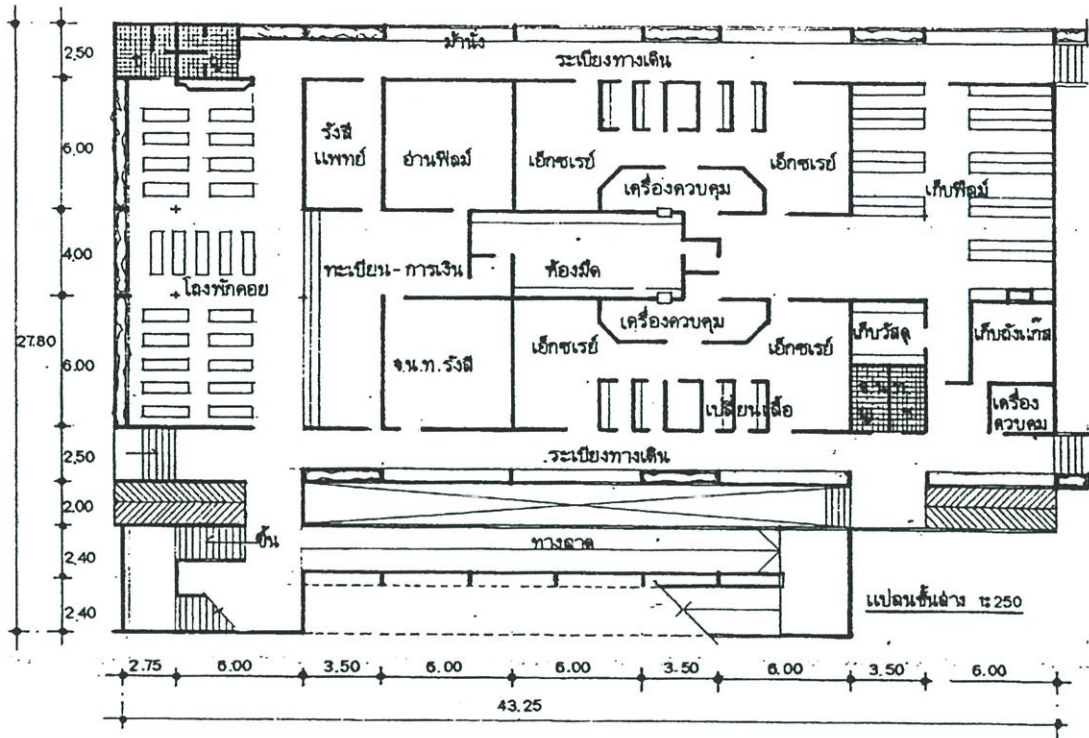 ม้านั่ง
ระเบียงทางเดิน
2,50
ช
ญ
รังสี
แพทย์
อ่านฟิลม์
เอ็กซเรย์
เอ็กซเรย์
6,00
เครื่องควบคุม
เก็บฟิลม์
ทะเบียน-การเงิน
ห้องมืด
4,00
โถงพักคอย
27.80
เครื่องควบคุม
เอ็กซเรย์
เอ็กซเรย์
เก็บวัสดุ
เก็บถังแก๊ส
6.00
จ.น.ท.รังสี
เปลี่ยนเสื้อ
จ.น.ท.
ญ
ช
เครื่อง
ควบคุม
2,50
ระเบียงทางเดิน
2.00
ขึ้น
ทางลาด
2,40
2.40
แปลนชั้นล่าง 1:250
2.75
6.00
3.50
6.00
6.00
3.50
6.00
3.50
6.00
43.25